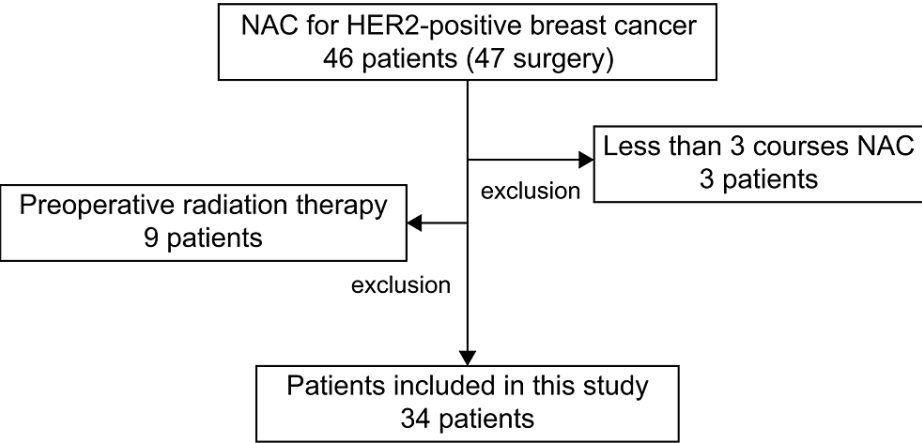 NAC for HER2-positive breast cancer
46 patients (47 surgery)
Less than 3 courses NAC
3 patients
exclusion
Preoperative radiation therapy
9 patients
exclusion
Patients included in this study
34 patients